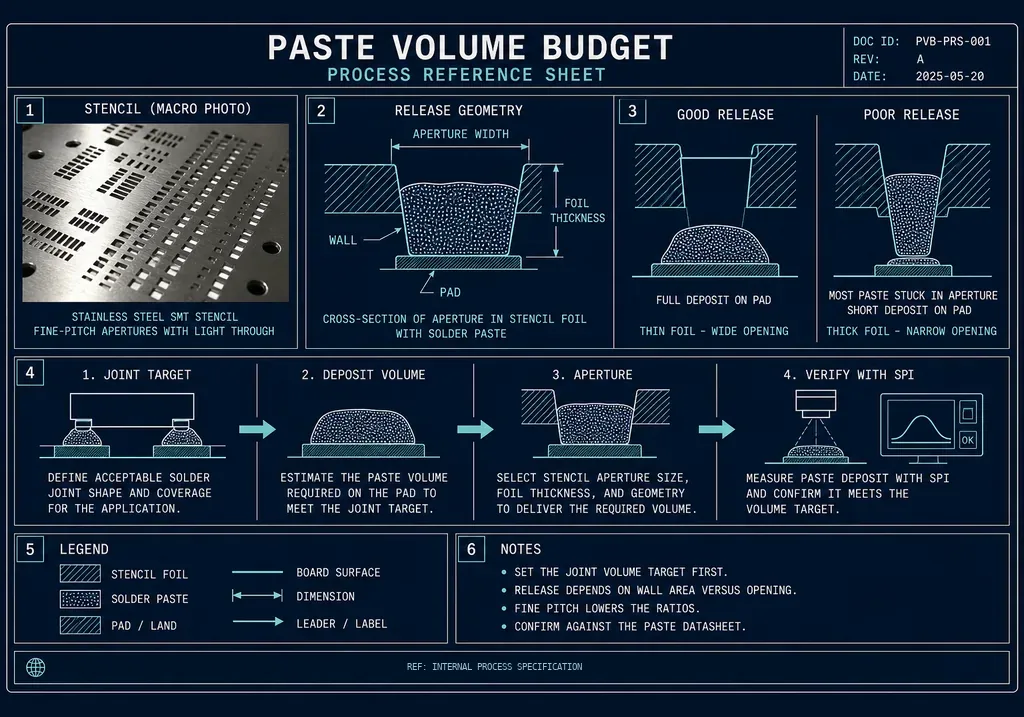 PASTE VOLUME BUDGET
PROCESS REFERENCE SHEET
DOC ID: PVB-PRS-001
REV: A
DATE: 2025-05-20
1
STENCIL (MACRO PHOTO)
STAINLESS STEEL SMT STENCIL
FINE-PITCH APERTURES WITH LIGHT THROUGH
2
RELEASE GEOMETRY
APERTURE WIDTH
FOIL
THICKNESS
WALL
PAD
CROSS-SECTION OF APERTURE IN STENCIL FOIL
WITH SOLDER PASTE
3
GOOD RELEASE
FULL DEPOSIT ON PAD
THIN FOIL - WIDE OPENING
POOR RELEASE
MOST PASTE STUCK IN APERTURE
SHORT DEPOSIT ON PAD
THICK FOIL - NARROW OPENING
4
1. JOINT TARGET
DEFINE ACCEPTABLE SOLDER
JOINT SHAPE AND COVERAGE
FOR THE APPLICATION.
2. DEPOSIT VOLUME
ESTIMATE THE PASTE VOLUME
REQUIRED ON THE PAD TO
MEET THE JOINT TARGET.
3. APERTURE
SELECT STENCIL APERTURE SIZE,
FOIL THICKNESS, AND GEOMETRY
TO DELIVER THE REQUIRED VOLUME.
4. VERIFY WITH SPI
OK
MEASURE PASTE DEPOSIT WITH SPI
AND CONFIRM IT MEETS THE
VOLUME TARGET.
5
LEGEND
STENCIL FOIL
SOLDER PASTE
PAD / LAND
BOARD SURFACE
DIMENSION
LEADER / LABEL
6
NOTES
• SET THE JOINT VOLUME TARGET FIRST.
• RELEASE DEPENDS ON WALL AREA VERSUS OPENING.
• FINE PITCH LOWERS THE RATIOS.
• CONFIRM AGAINST THE PASTE DATASHEET.
REF: INTERNAL PROCESS SPECIFICATION